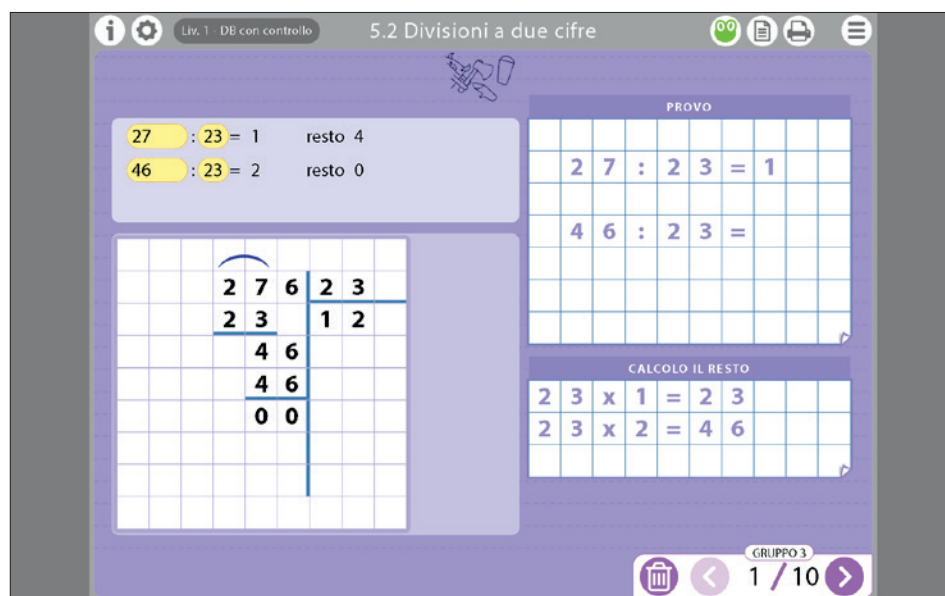 Liv. 1 - DB con controllo
5.2 Divisioni a due cifre
27 : 23 = 1 resto 4
46 : 23 = 2 resto 0
2 7 6 2 3
2 3 1 2
4 6
4 6
0 0
PROVO
2 7 : 2 3 = 1
4 6 : 2 3 =
CALCOLO IL RESTO
2 3 x 1 = 2 3
2 3 x 2 = 4 6
GRUPPO 3
1 / 10